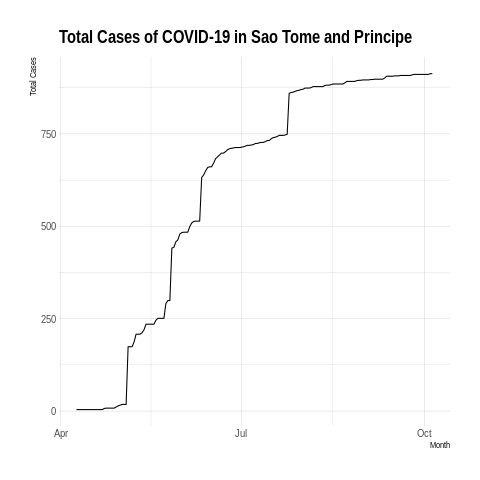 Total Cases of COVID-19 in Sao Tome and Principe
Total Cases
750
500
250
0
Apr
Jul
Oct
Month